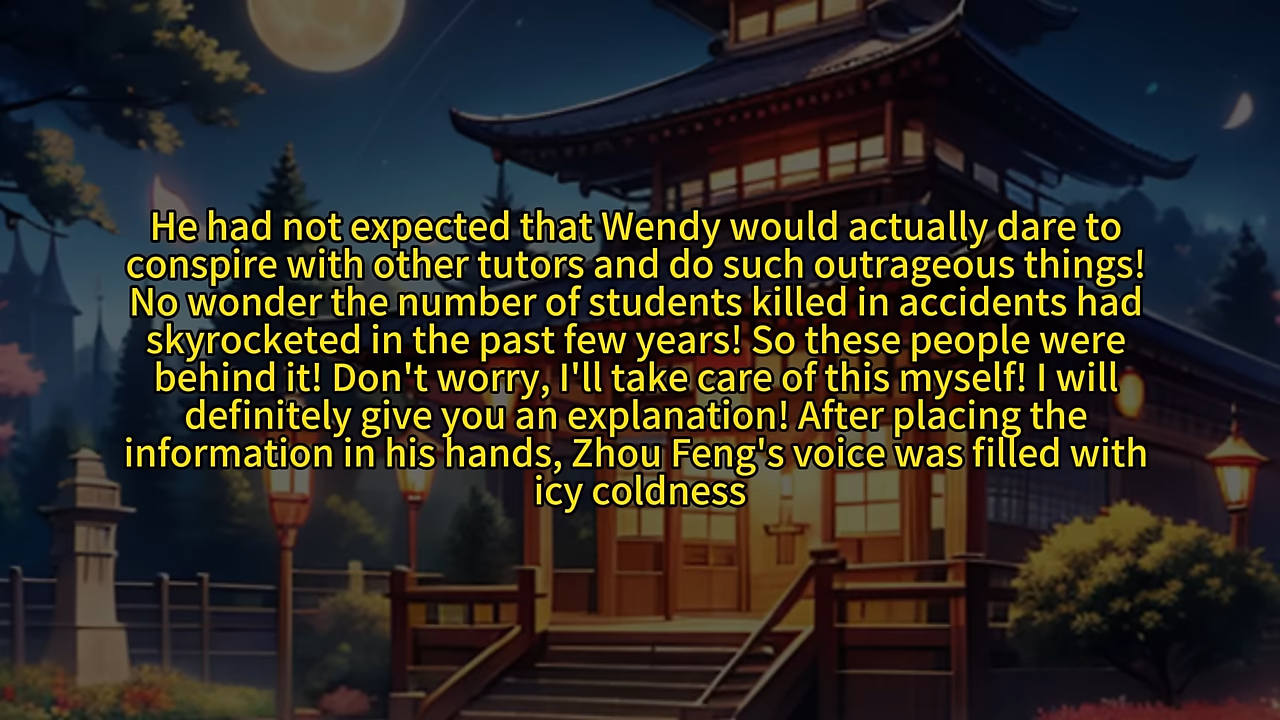 He had not expected that Wendy would actually dare to
conspire with other tutors and do such outrageous things!
No wonder the number of students killed in accidents had
skyrocketed in the past few years! So these people were
behind it! Don't worry, I'll take care of this myself! I will
definitely give you an explanation! After placing the
information in his hands, Zhou Feng's voice was filled with
icy coldness